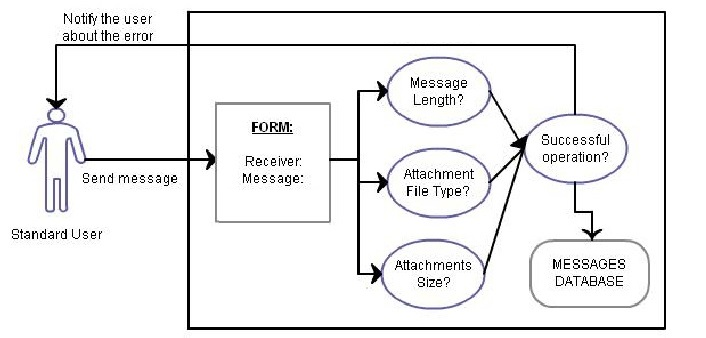 Notify the user
about the error
Message
Length?
FORM:
Successful
operation?
Receiver:
Message:
Attachment
File Type?
Send message
Standard User
Attachments
Size?
MESSAGES
DATABASE